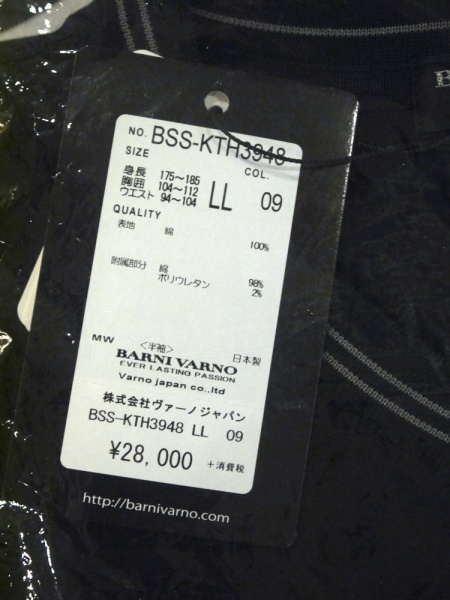 NO. BSS-KTH3948
SIZE COL.
身長 175〜185
胸囲 104〜112 LL 09
ウエスト 94〜104
QUALITY
表地 綿
100%
附属部分 綿 98%
ポリウレタン 2%
MW
<半袖> 日本製
BARNI VARNO
EVER LASTING PASSION
Varno japan co.,ltd
株式会社ヴァーノジャパン
BSS-KTH3948 LL 09
¥28,000 +消費税
http://barnivarno.com